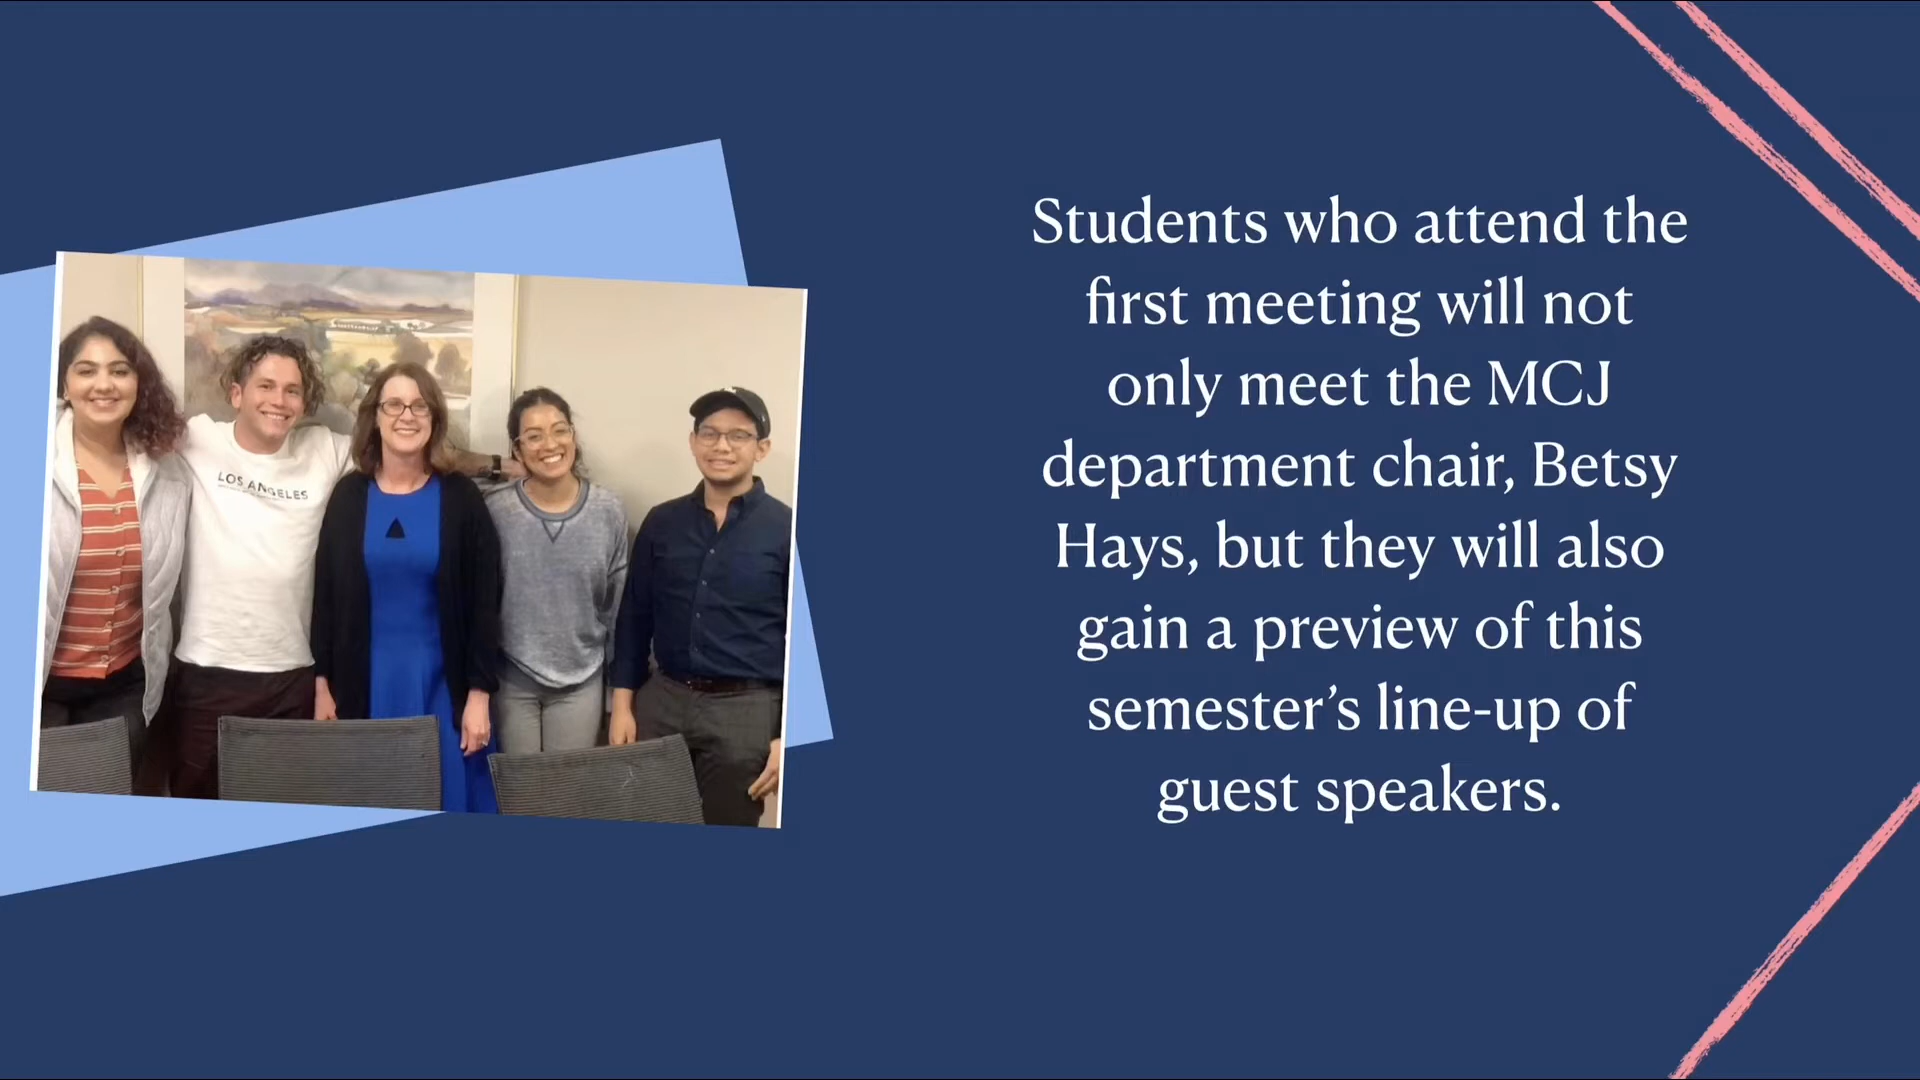 Students who attend the
first meeting will not
only meet the MCJ
department chair, Betsy
Hays, but they will also
gain a preview of this
semester’s line-up of
guest speakers.
LOS ANGELES